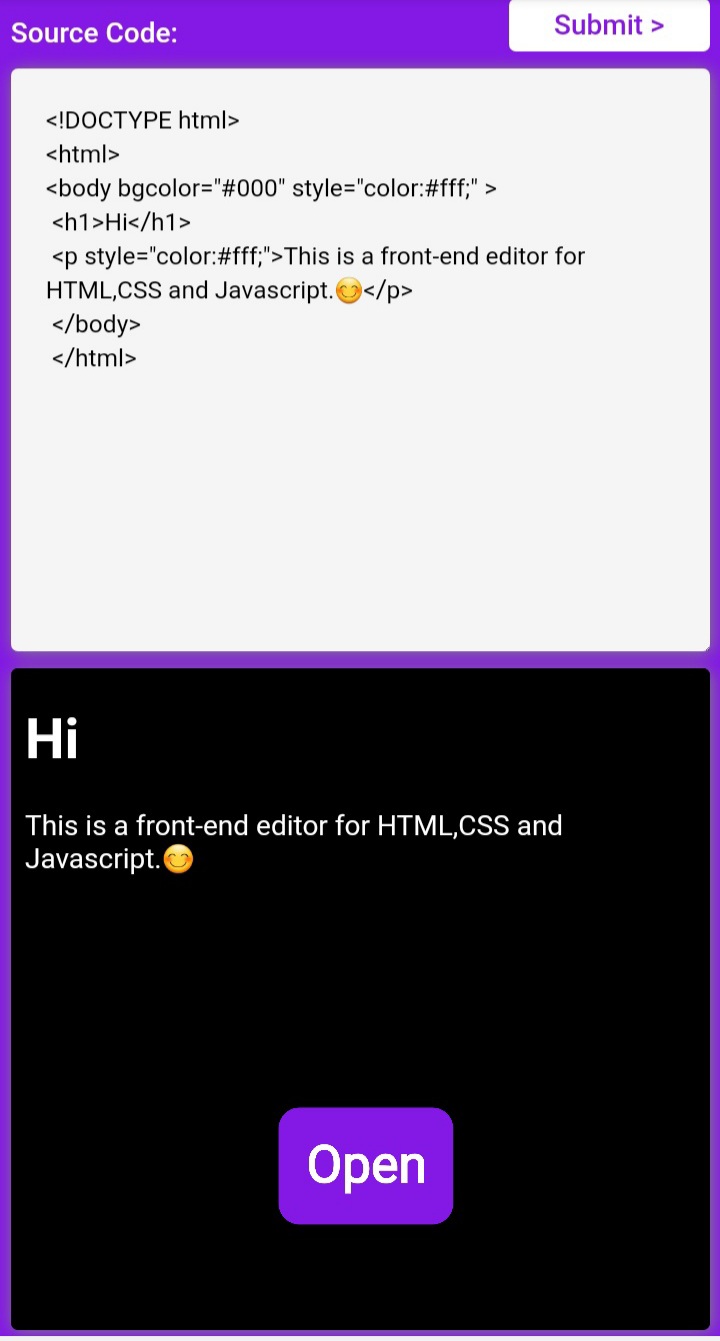 Source Code:
Submit >
<!DOCTYPE html>
<html>
<body bgcolor="#000" style="color:#fff;" >
<h1>Hi</h1>
<p style="color:#fff;">This is a front-end editor for
HTML,CSS and Javascript.😊</p>
</body>
</html>
Hi
This is a front-end editor for HTML,CSS and
Javascript.😊
Open